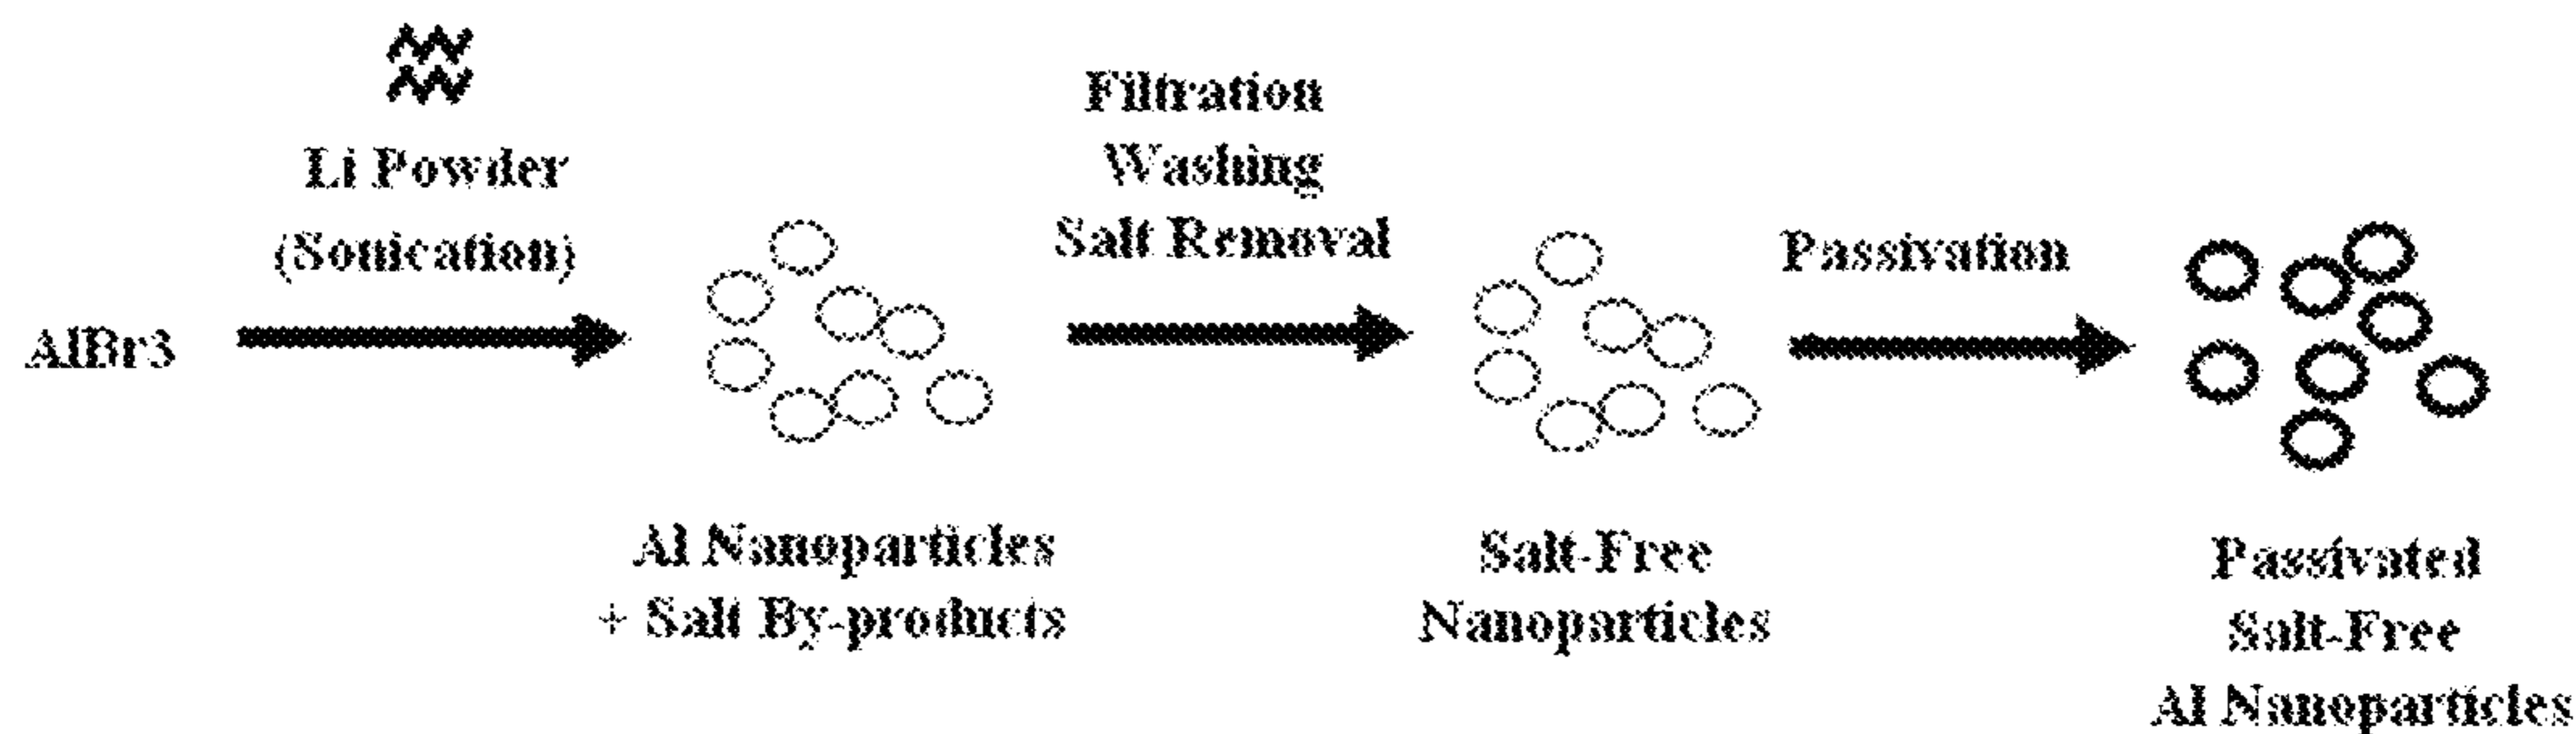 AlBr3
Li Powder
(Sonication)
Al Nanoparticles
+ Salt By-products
Filtration
Washing
Salt Removal
Salt-Free
Nanoparticles
Passivation
Passivated
Salt-Free
Al Nanoparticles